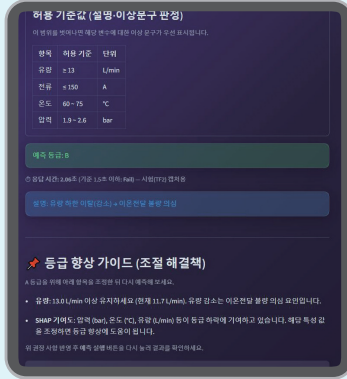 허용 기준값 (설명·이상문구 판정)
이 범위를 벗어나면 해당 변수에 대한 이상 문구가 우선 표시됩니다.
항목 허용 기준 단위
유량 ≥ 13 L/min
전류 ≤ 150 A
온도 60 ~ 75 °C
압력 1.9 ~ 2.6 bar
예측 등급: B
응답 시간: 2.06초 (기준 1.5초 이하: Fail) — 시험(TF2) 캡처용
설명: 유량 하한 이탈(감소) → 이온전달 불량 의심
📌 등급 향상 가이드 (조절 해결책)
A 등급을 위해 아래 항목을 조정한 뒤 다시 예측해 보세요.
• 유량: 13.0 L/min 이상 유지하세요 (현재 11.7 L/min). 유량 감소는 이온전달 불량 의심 요인입니다.
• SHAP 기여도: 압력 (bar), 온도 (°C), 유량 (L/min) 등이 등급 하락에 기여하고 있습니다. 해당 특성 값
을 조정하면 등급 향상에 도움이 됩니다.
위 권장 사항 반영 후 예측 실행 버튼을 다시 눌러 결과를 확인하세요.